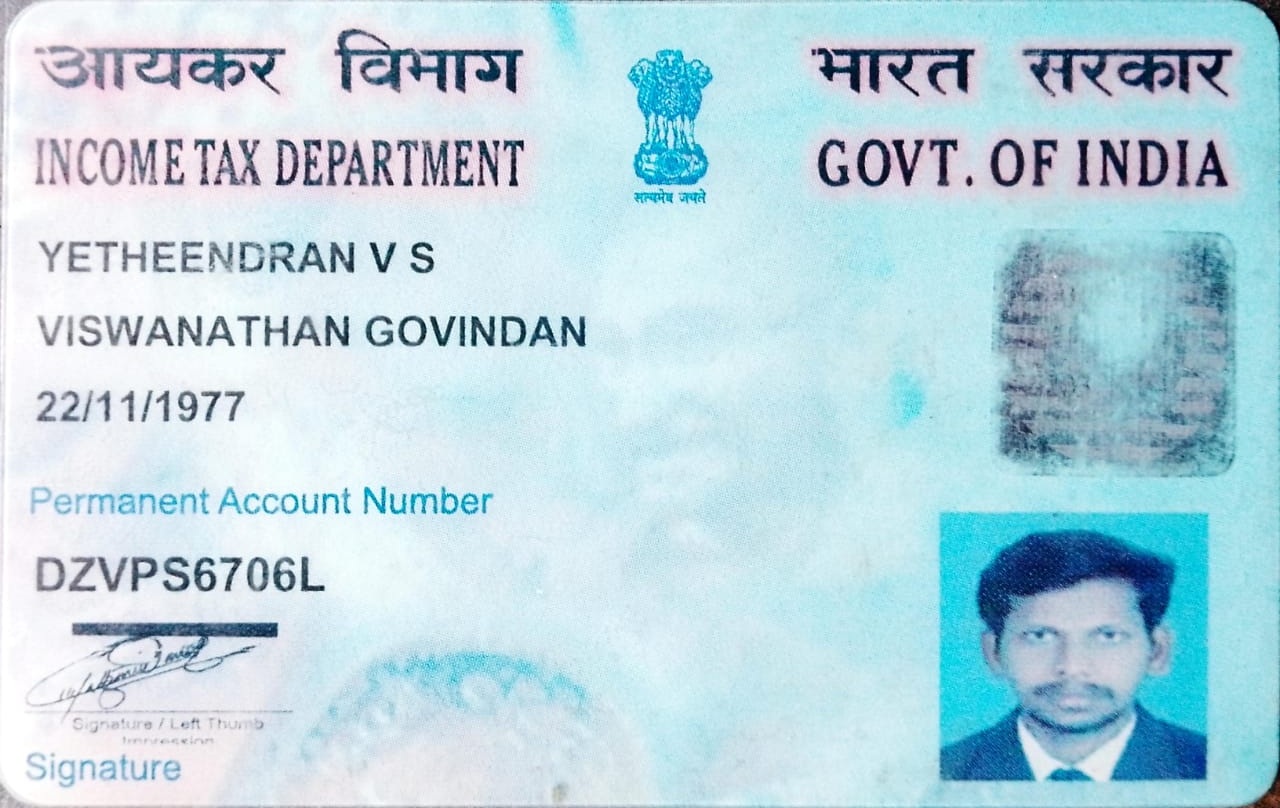 आयकर विभाग
INCOME TAX DEPARTMENT
सत्यमेव जयते
भारत सरकार
GOVT. OF INDIA
YETHEENDRAN V S
VISWANATHAN GOVINDAN
22/11/1977
Permanent Account Number
DZVPS6706L
Signature / Left Thumb
Impression
Signature